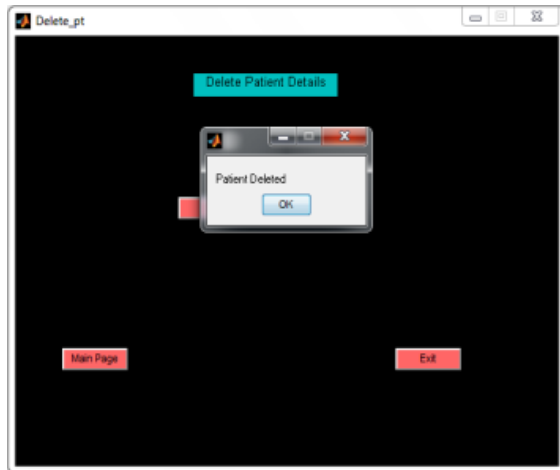 Delete_pt
Delete Patient Details
Patient Deleted
OK
Main Page
Exit